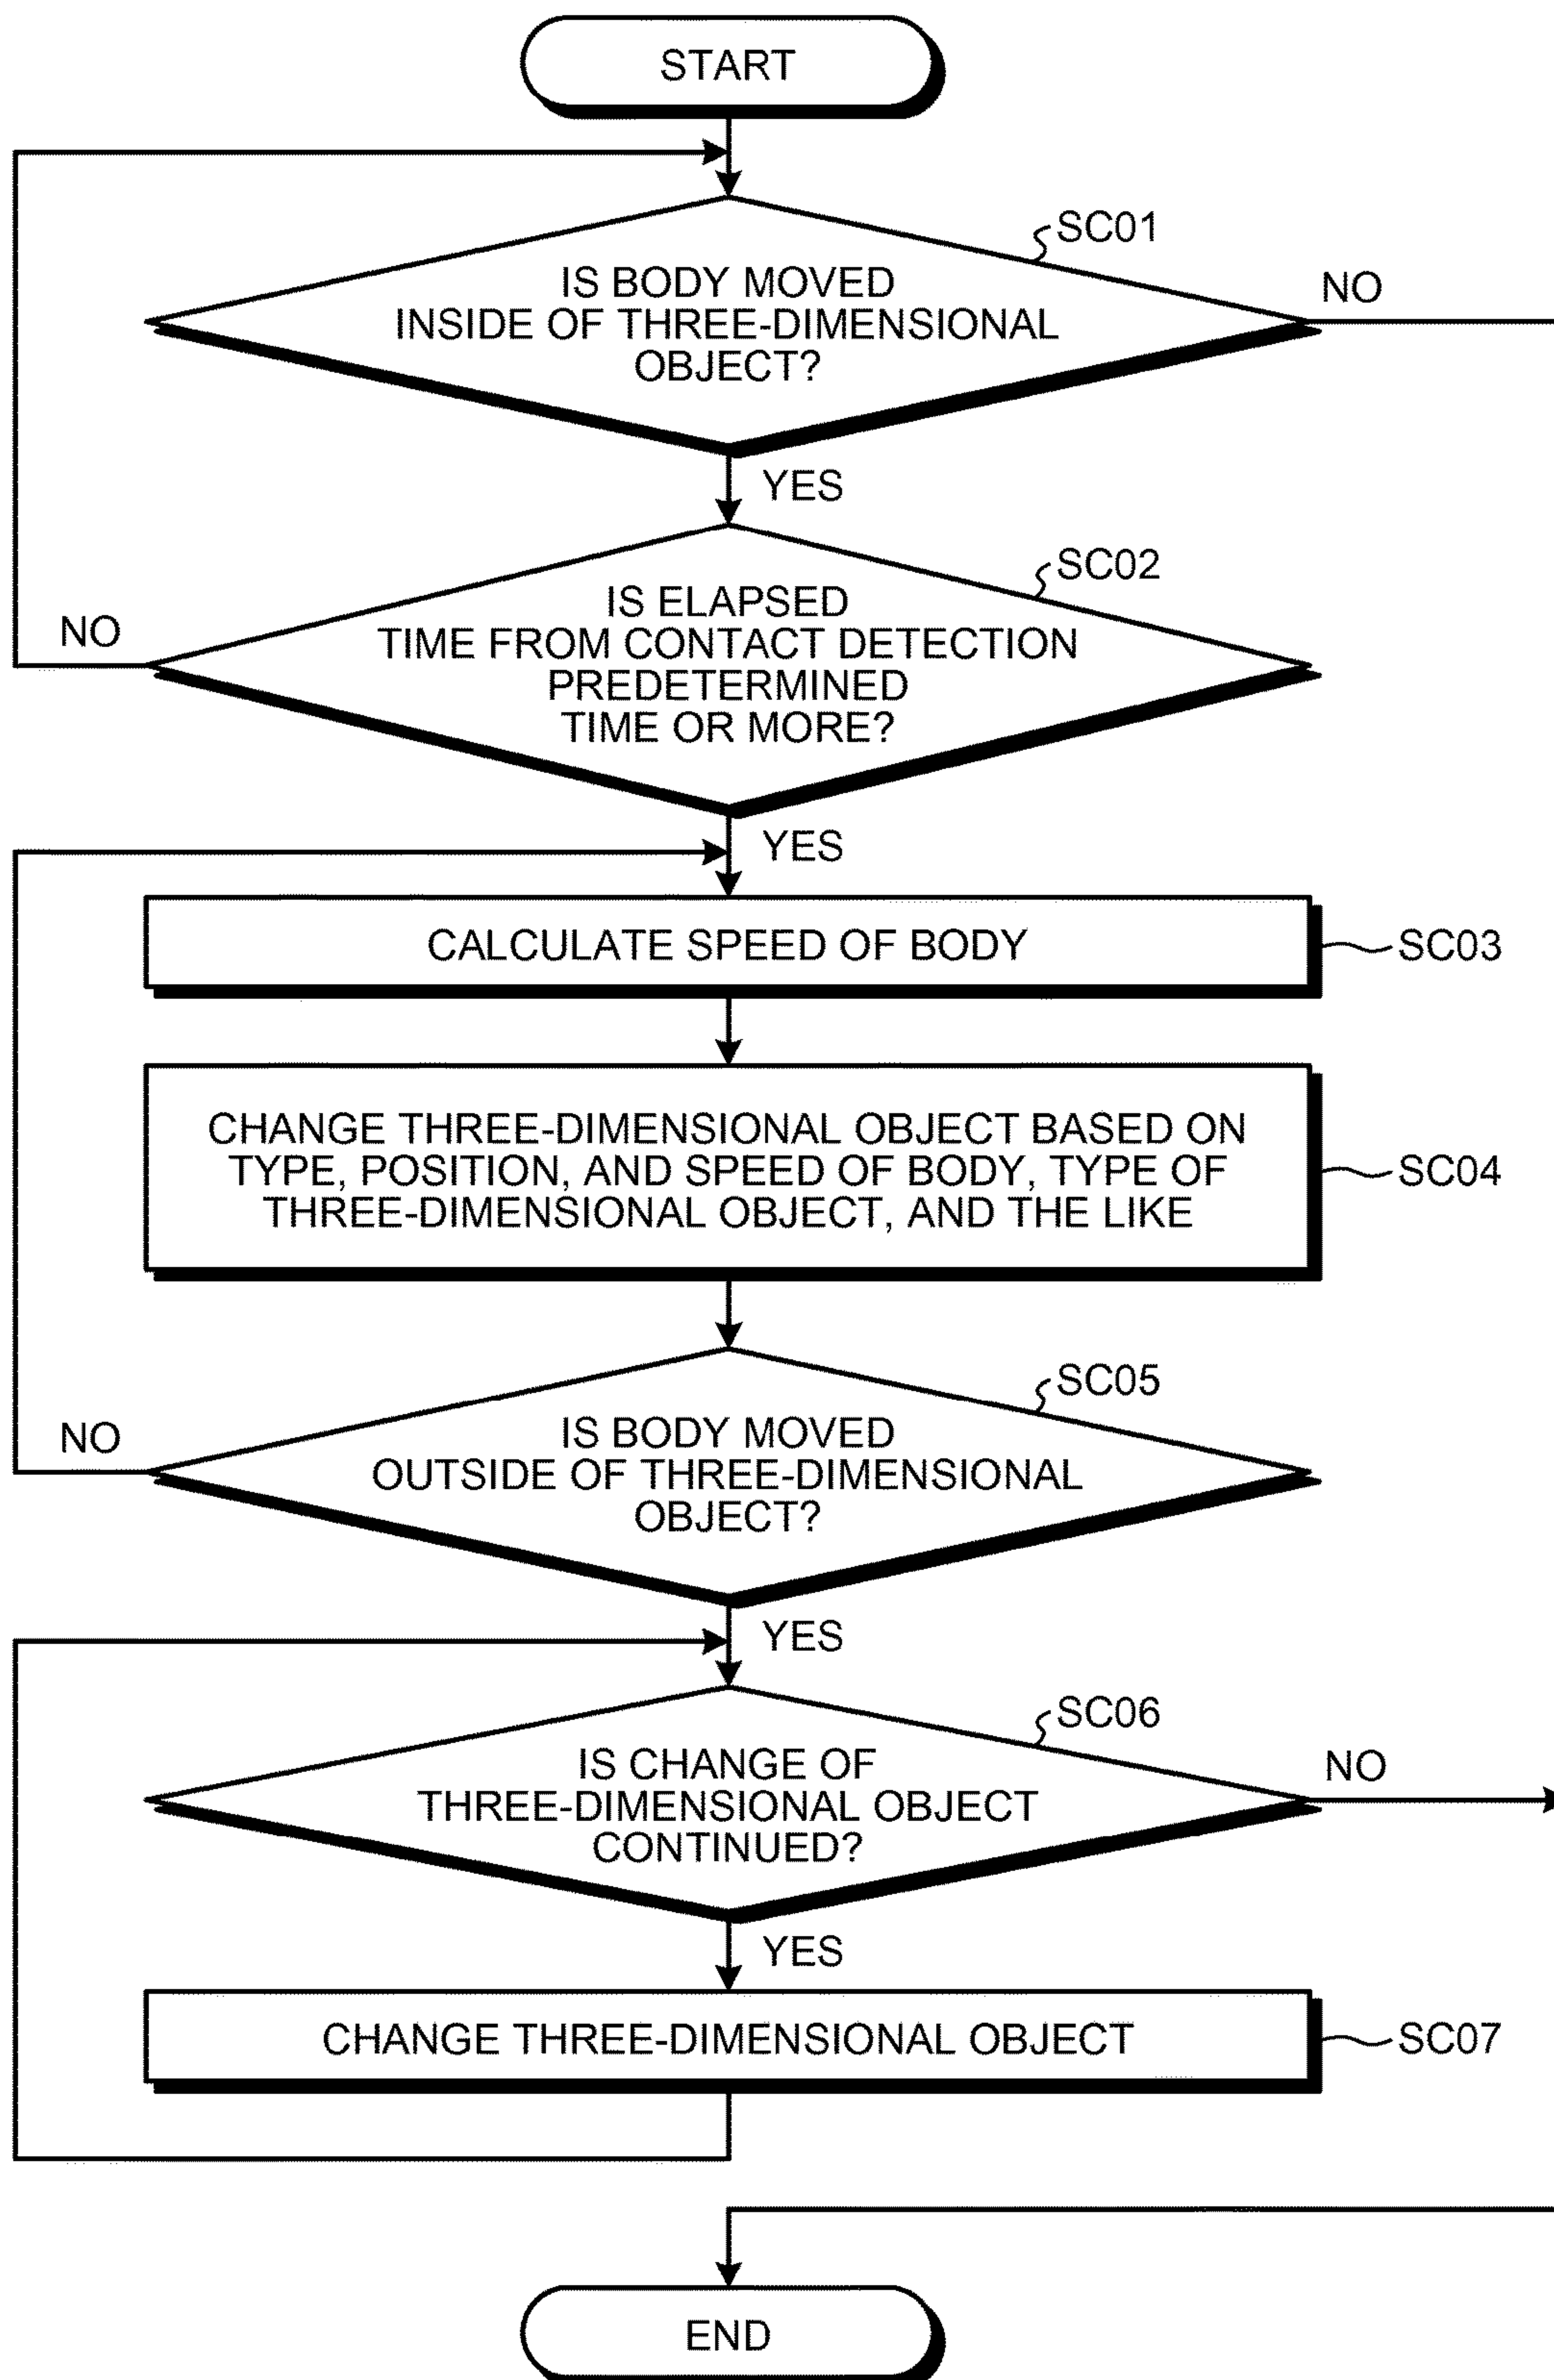 START
SC01
IS BODY MOVED
INSIDE OF THREE-DIMENSIONAL
OBJECT?
NO
YES
SC02
IS ELAPSED
TIME FROM CONTACT DETECTION
PREDETERMINED
TIME OR MORE?
NO
YES
CALCULATE SPEED OF BODY
SC03
CHANGE THREE-DIMENSIONAL OBJECT BASED ON
TYPE, POSITION, AND SPEED OF BODY, TYPE OF
THREE-DIMENSIONAL OBJECT, AND THE LIKE
SC04
SC05
IS BODY MOVED
OUTSIDE OF THREE-DIMENSIONAL
OBJECT?
NO
YES
SC06
IS CHANGE OF
THREE-DIMENSIONAL OBJECT
CONTINUED?
NO
YES
CHANGE THREE-DIMENSIONAL OBJECT
SC07
END